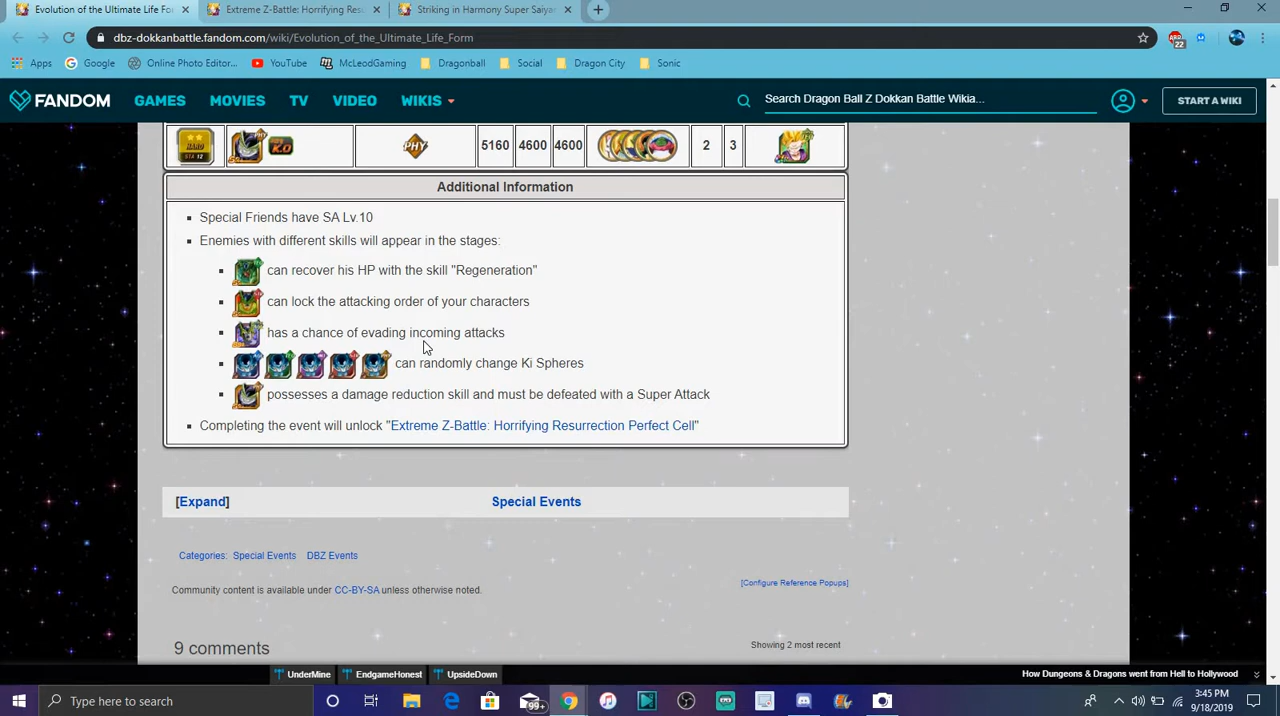 Evolution of the Ultimate Life Fo
Extreme Z-Battle: Horrifying Resu
Striking in Harmony Super Saiya
dbz-dokkanbattle.fandom.com/wiki/Evolution_of_the_Ultimate_Life_Form
22
Apps Google Online Photo Editor... YouTube McLeodGaming Dragonball Social Dragon City Sonic
FANDOM GAMES MOVIES TV VIDEO WIKIS Search Dragon Ball Z Dokkan Battle Wikia... START A WIKI
HARD STA 12 K.O PHY 5160 4600 4600 2 3
Additional Information
Special Friends have SA Lv.10
Enemies with different skills will appear in the stages:
can recover his HP with the skill "Regeneration"
can lock the attacking order of your characters
has a chance of evading incoming attacks
can randomly change Ki Spheres
possesses a damage reduction skill and must be defeated with a Super Attack
Completing the event will unlock "Extreme Z-Battle: Horrifying Resurrection Perfect Cell"
[Expand] Special Events
Categories: Special Events DBZ Events
[Configure Reference Popups]
Community content is available under CC-BY-SA unless otherwise noted.
9 comments Showing 2 most recent
UnderMine EndgameHonest UpsideDown How Dungeons & Dragons went from Hell to Hollywood
Type here to search 99+ 3:45 PM
9/18/2019